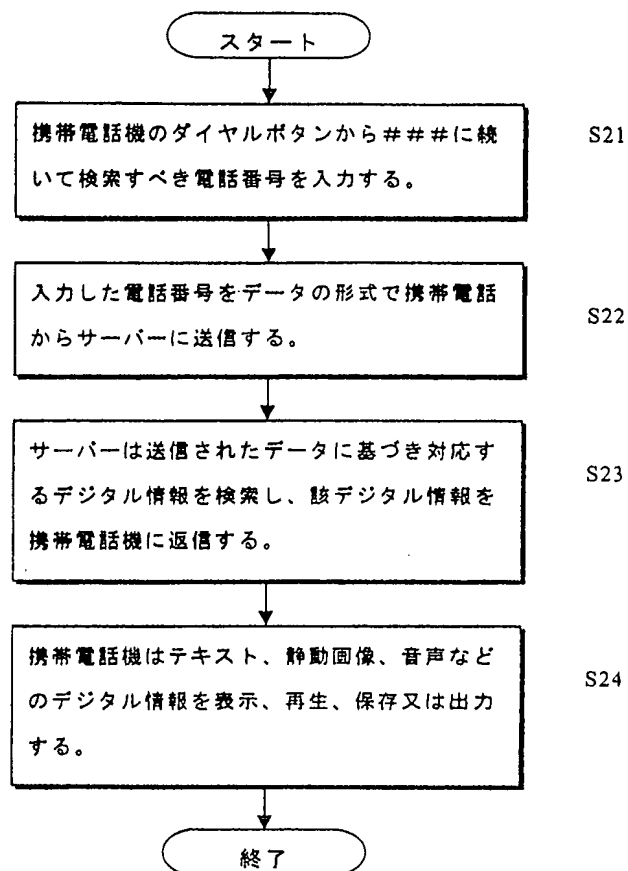 スタート
携帯電話機のダイヤルボタンから###に続
いて検索すべき電話番号を入力する。
S21
入力した電話番号をデータの形式で携帯電話
からサーバーに送信する。
S22
サーバーは送信されたデータに基づき対応す
るデジタル情報を検索し、該デジタル情報を
携帯電話機に返信する。
S23
携帯電話機はテキスト、静動画像、音声など
のデジタル情報を表示、再生、保存又は出力
する。
S24
終了